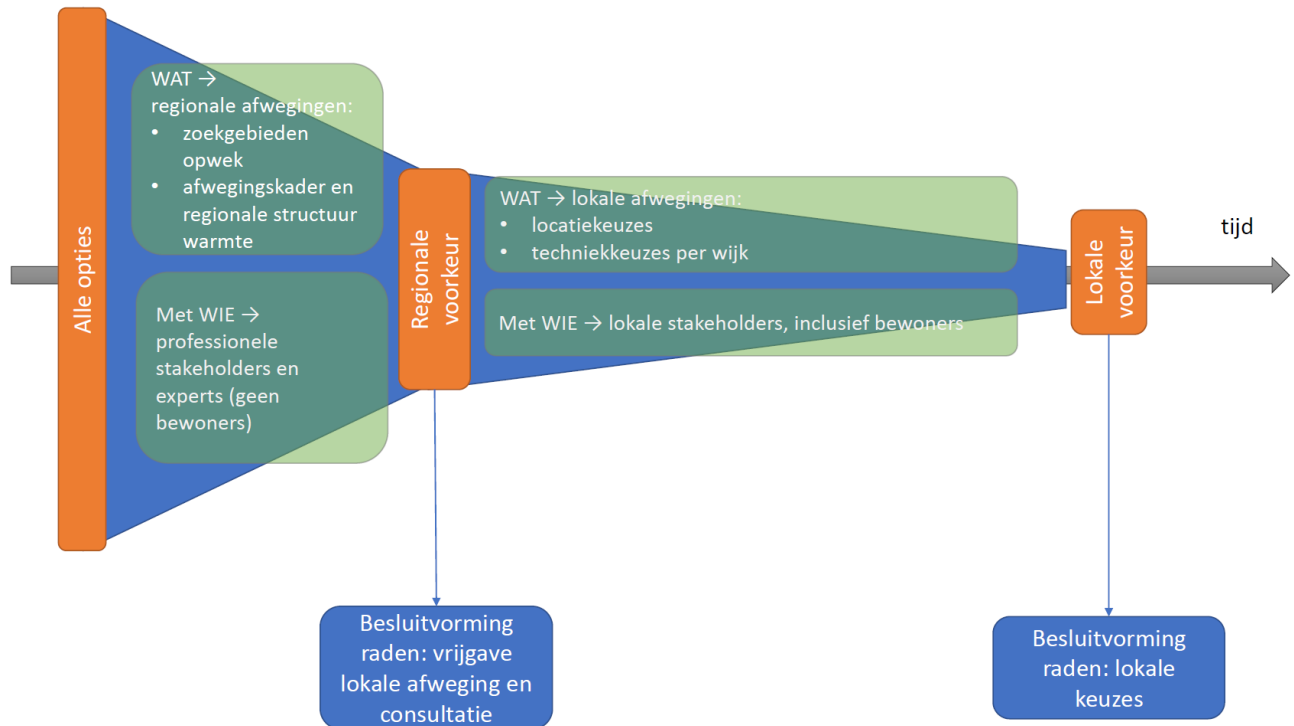 Alle opties
WAT →
regionale afwegingen:
• zoekgebieden
opwek
• afwegingskader en
regionale structuur
warmte
Met WIE →
professionele
stakeholders en
experts (geen
bewoners)
Regionale
voorkeur
WAT → lokale afwegingen:
• locatiekeuzes
• techniekkeuzes per wijk
Met WIE → lokale stakeholders, inclusief bewoners
Lokale
voorkeur
tijd
Besluitvorming
raden: vrijgave
lokale afweging en
consultatie
Besluitvorming
raden: lokale
keuzes